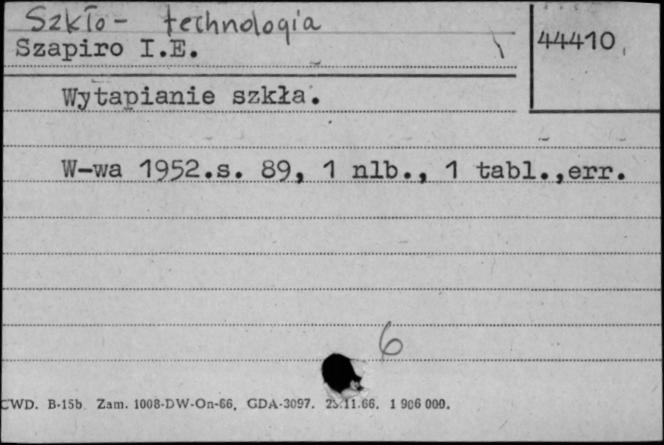 Szkło - technologia
Szapiro I.E.
44410
Wytapianie szkła.
W-wa 1952.s. 89, 1 nlb., 1 tabl.,err.
6
CWD. B-15b. Zam. 1008-DW-On-66, GDA-3097. 25.11.66. 1 906 000.